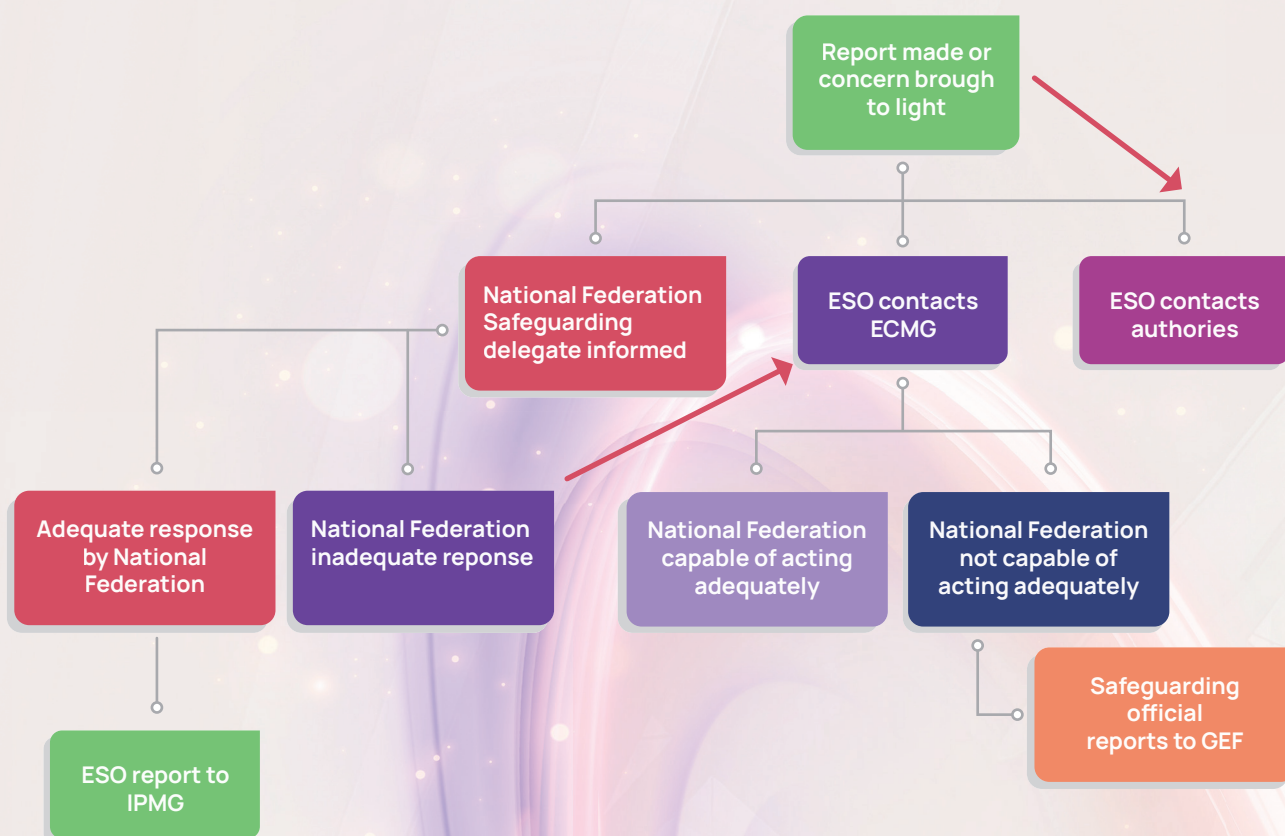 Report made or
concern brough
to light
National Federation
Safeguarding
delegate informed
ESO contacts
ECMG
ESO contacts
authories
Adequate response
by National
Federation
National Federation
inadequate reponse
National Federation
capable of acting
adequately
National Federation
not capable of
acting adequately
Safeguarding
official
reports to GEF
ESO report to
IPMG